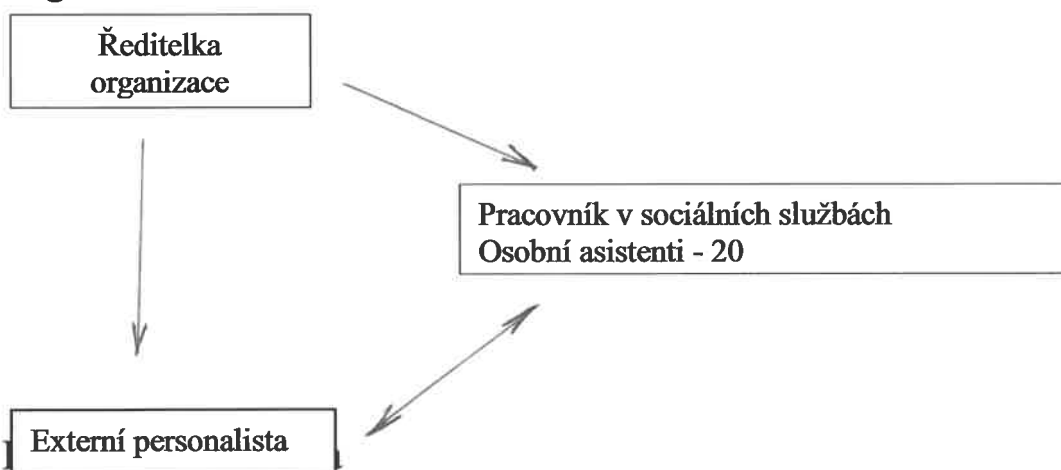 Ředitelka
organizace
Pracovník v sociálních službách
Osobní asistenti - 20
Externí personalista